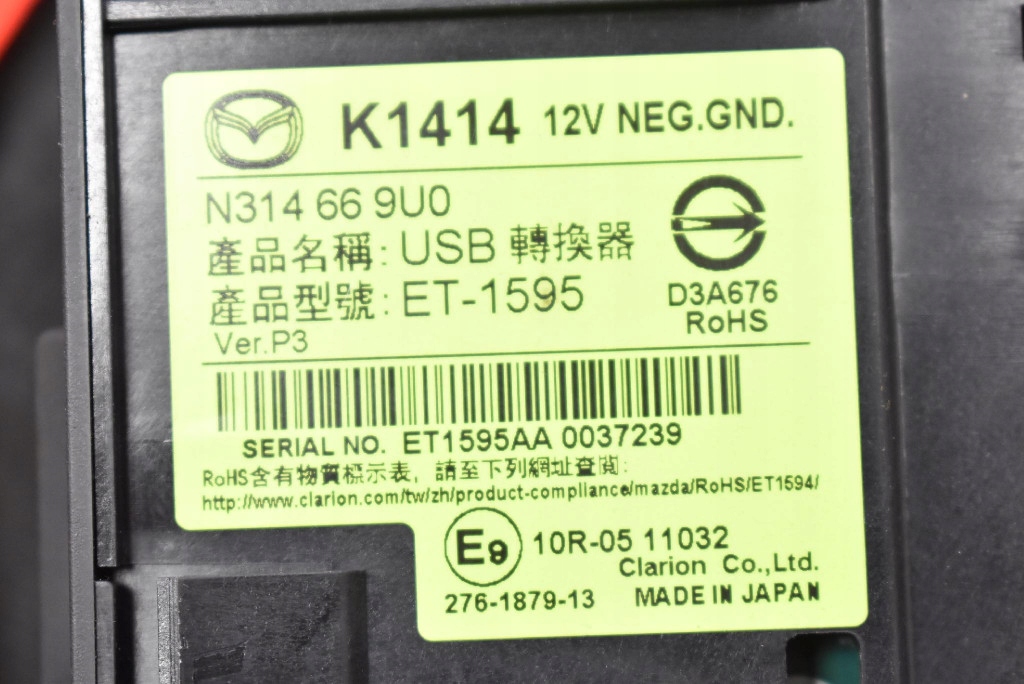 K1414 12V NEG.GND.
N314 66 9U0
產品名稱: USB 轉換器
產品型號: ET-1595
Ver.P3
D3A676
RoHS
SERIAL NO. ET1595AA 0037239
RoHS含有物質標示表, 請至下列網址查閱:
http://www.clarion.com/tw/zh/product-compliance/mazda/RoHS/ET1594/
E9 10R-05 11032
Clarion Co.,Ltd.
276-1879-13 MADE IN JAPAN